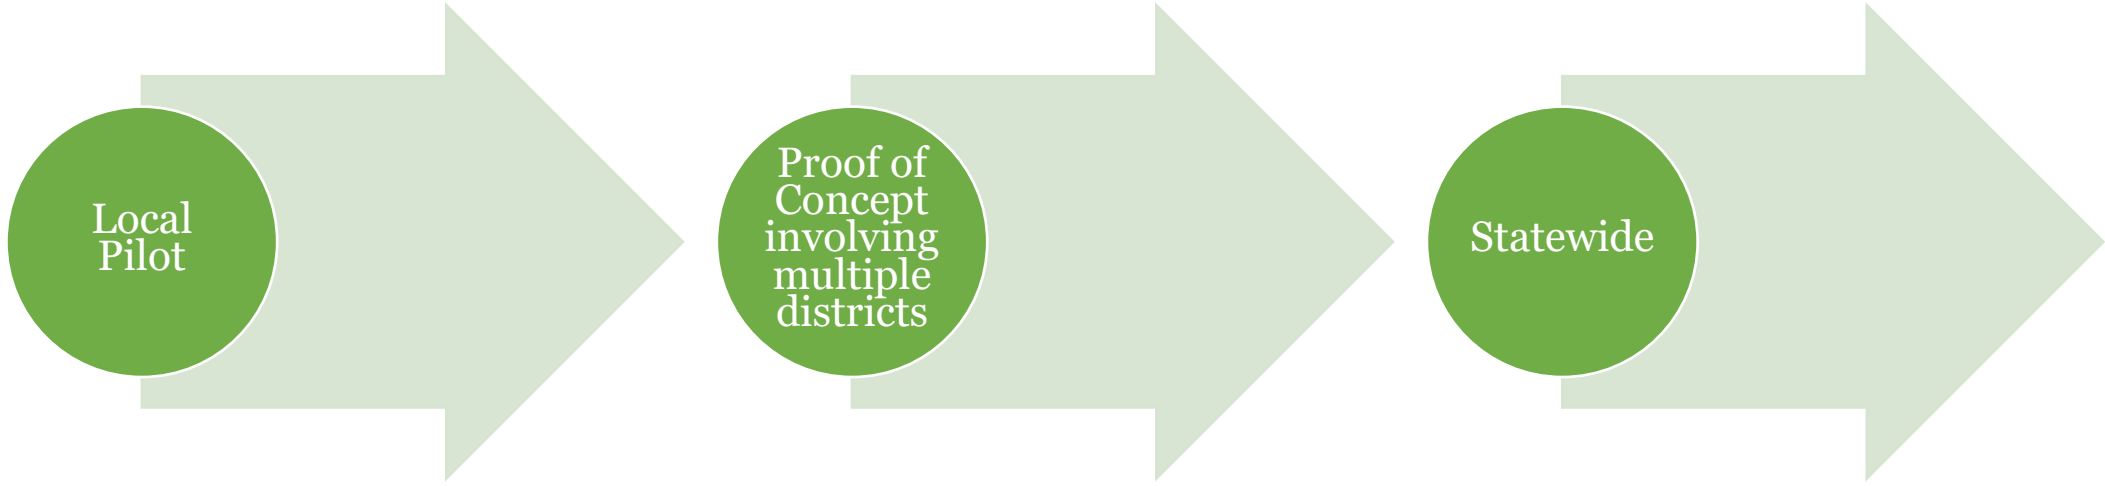 Local
Pilot
Proof of
Concept
involving
multiple
districts
Statewide